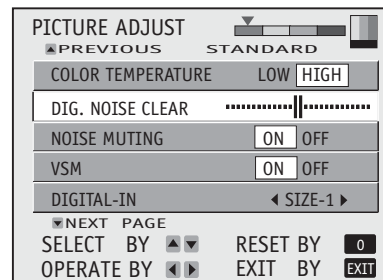 PICTURE ADJUST
PREVIOUS STANDARD
COLOR TEMPERATURE LOW HIGH
DIG. NOISE CLEAR
NOISE MUTING ON OFF
VSM ON OFF
DIGITAL-IN SIZE-1
NEXT PAGE
SELECT BY RESET BY 0
OPERATE BY EXIT BY EXIT